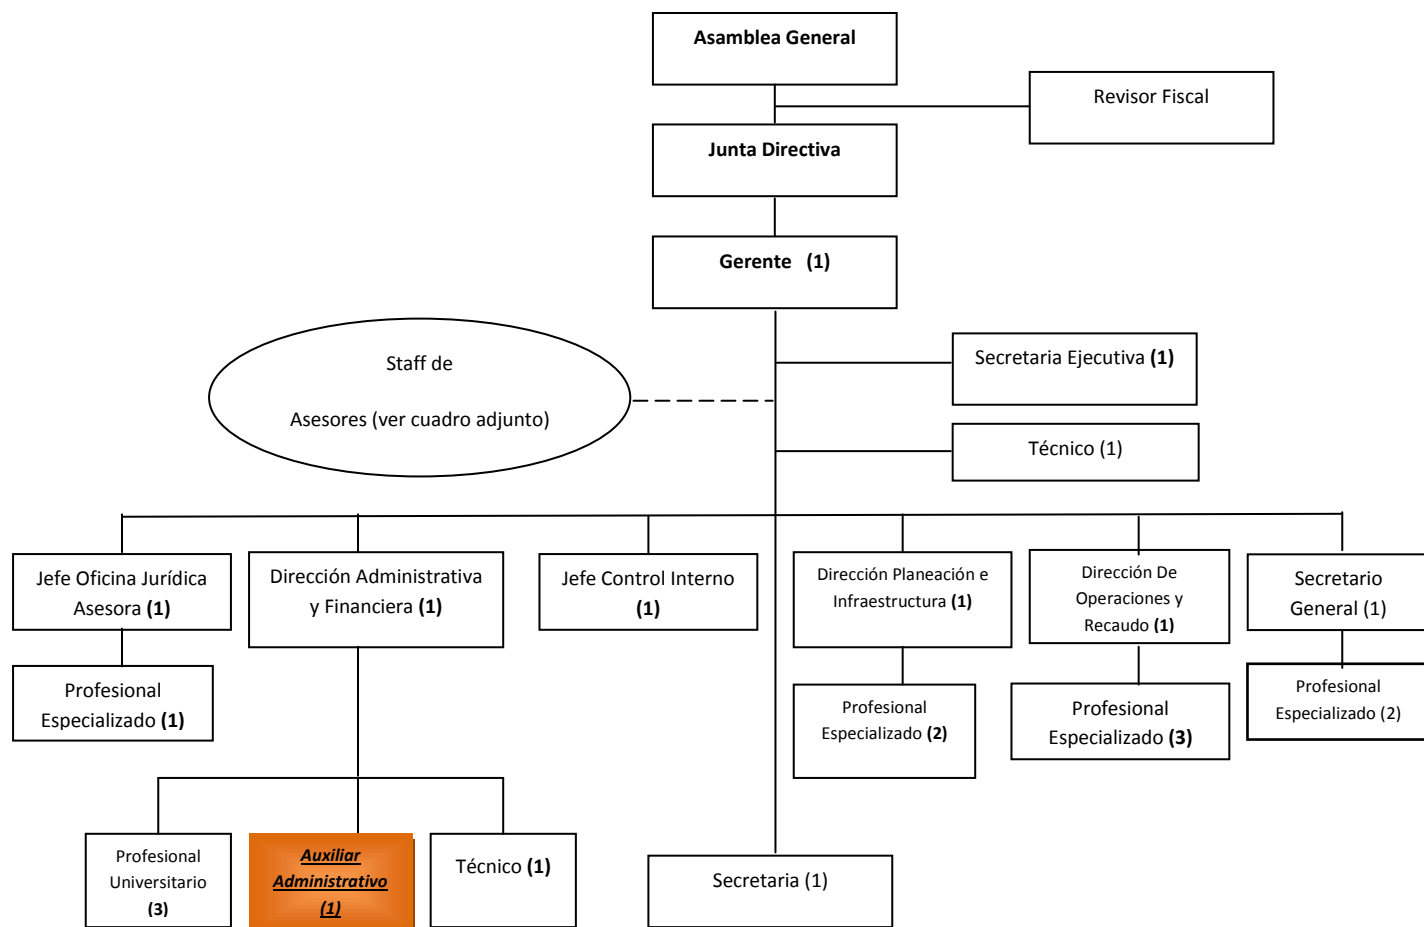 Asamblea General
Revisor Fiscal
Junta Directiva
Gerente (1)
Staff de
Asesores (ver cuadro adjunto)
Secretaria Ejecutiva (1)
Técnico (1)
Jefe Oficina Jurídica
Asesora (1)
Dirección Administrativa
y Financiera (1)
Jefe Control Interno
(1)
Dirección Planeación e
Infraestructura (1)
Dirección De
Operaciones y
Recaudo (1)
Secretario
General (1)
Profesional
Especializado (1)
Profesional
Especializado (2)
Profesional
Especializado (3)
Profesional
Especializado (2)
Profesional
Universitario
(3)
Auxiliar
Administrativo
(1)
Técnico (1)
Secretaria (1)